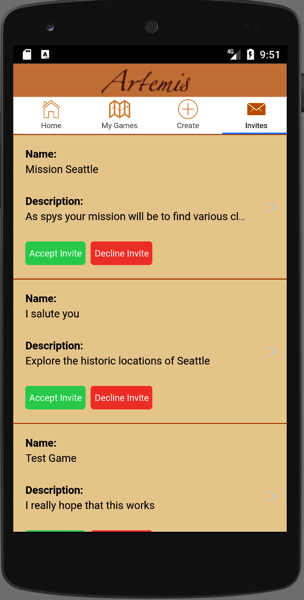 4G 9:51
Artemis
Home My Games Create Invites
Name:
Mission Seattle
Description:
As spys your mission will be to find various cl...
Accept Invite Decline Invite
Name:
I salute you
Description:
Explore the historic locations of Seattle
Accept Invite Decline Invite
Name:
Test Game
Description:
I really hope that this works